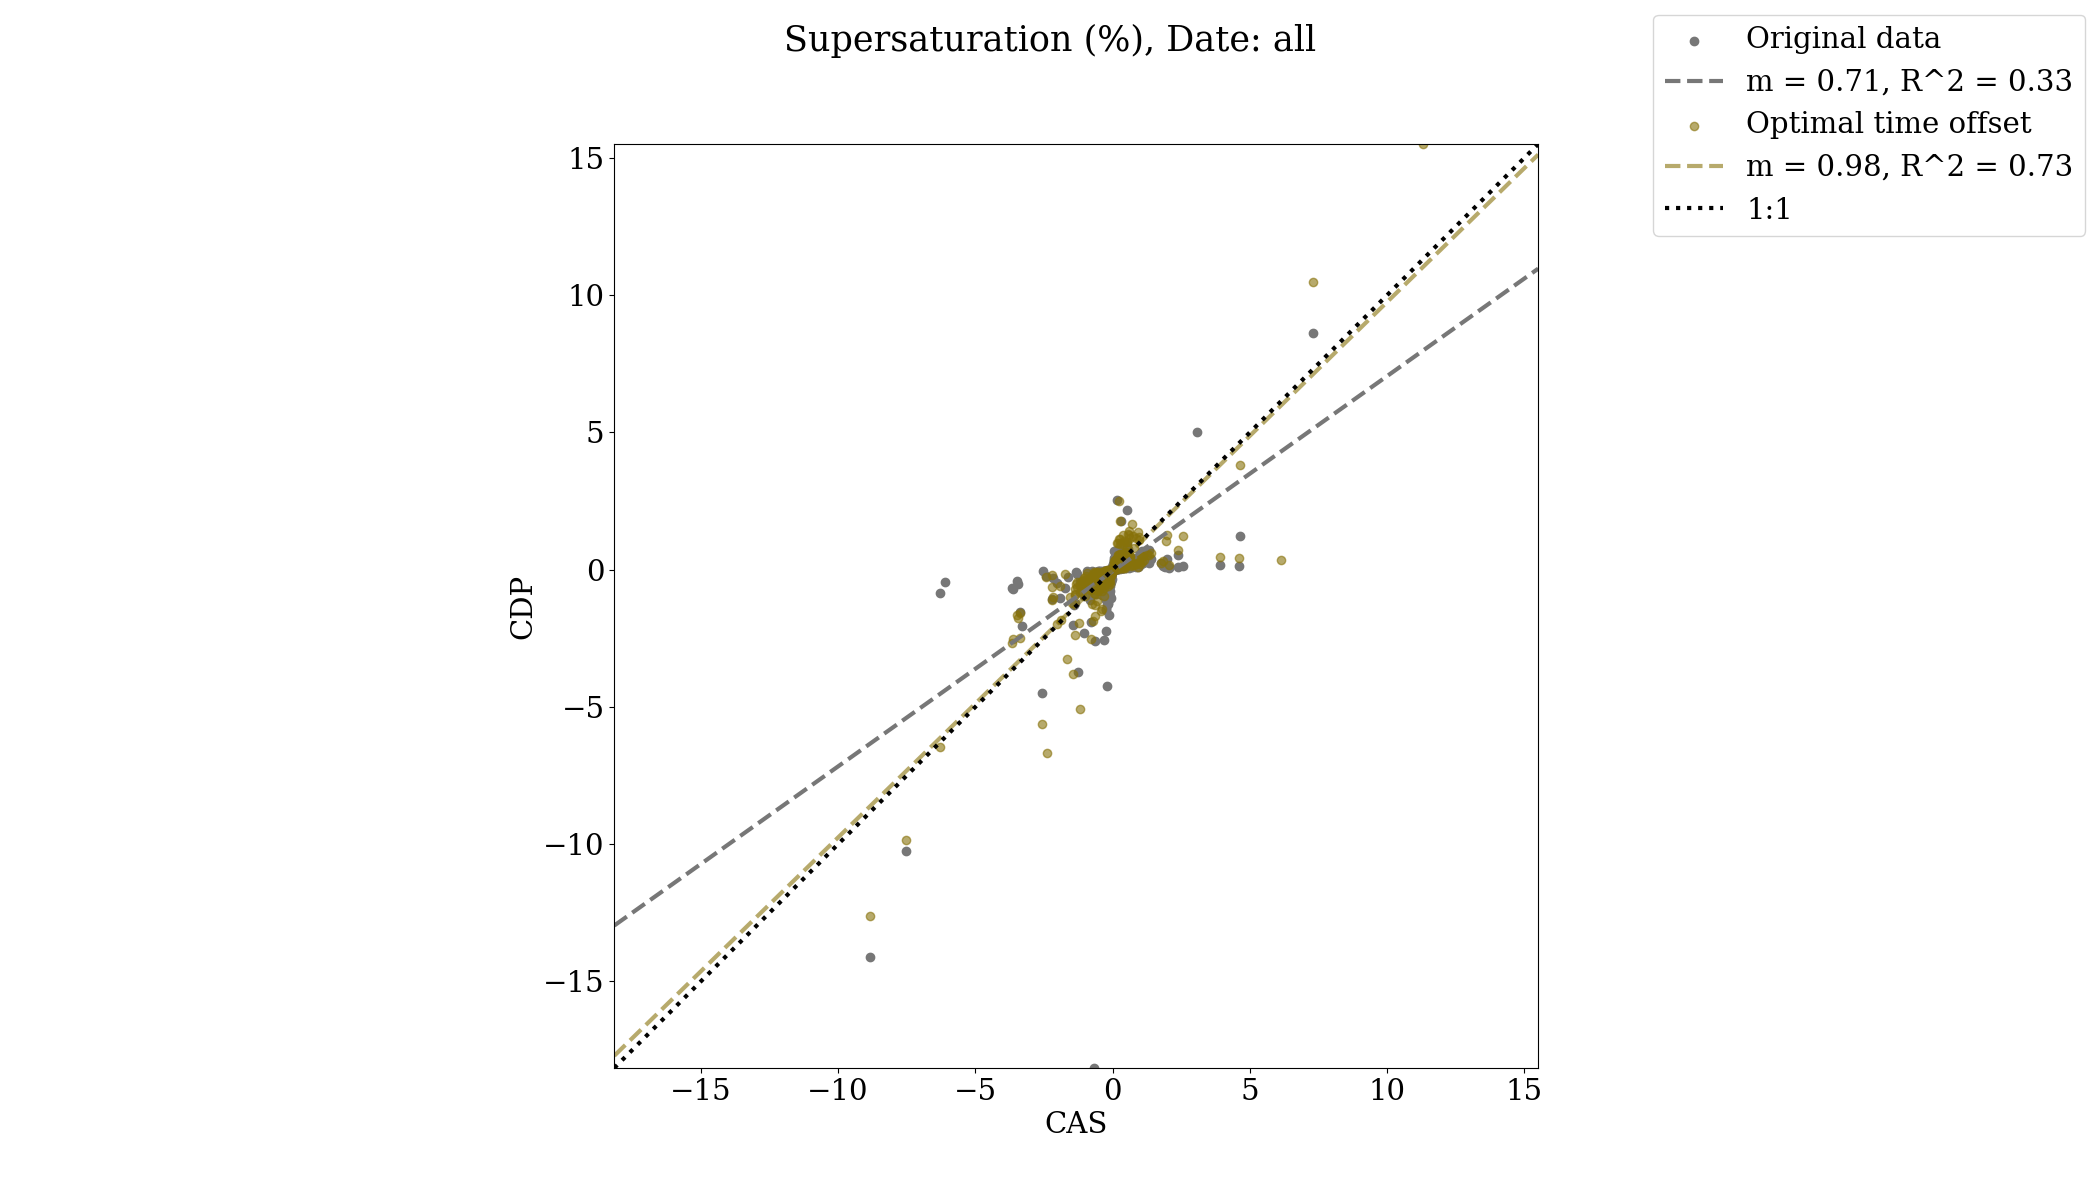 Supersaturation (%), Date: all
Original data
m = 0.71, R^2 = 0.33
Optimal time offset
m = 0.98, R^2 = 0.73
1:1
15
10
5
0
−5
−10
−15
CDP
−15 −10 −5 0 5 10 15
CAS